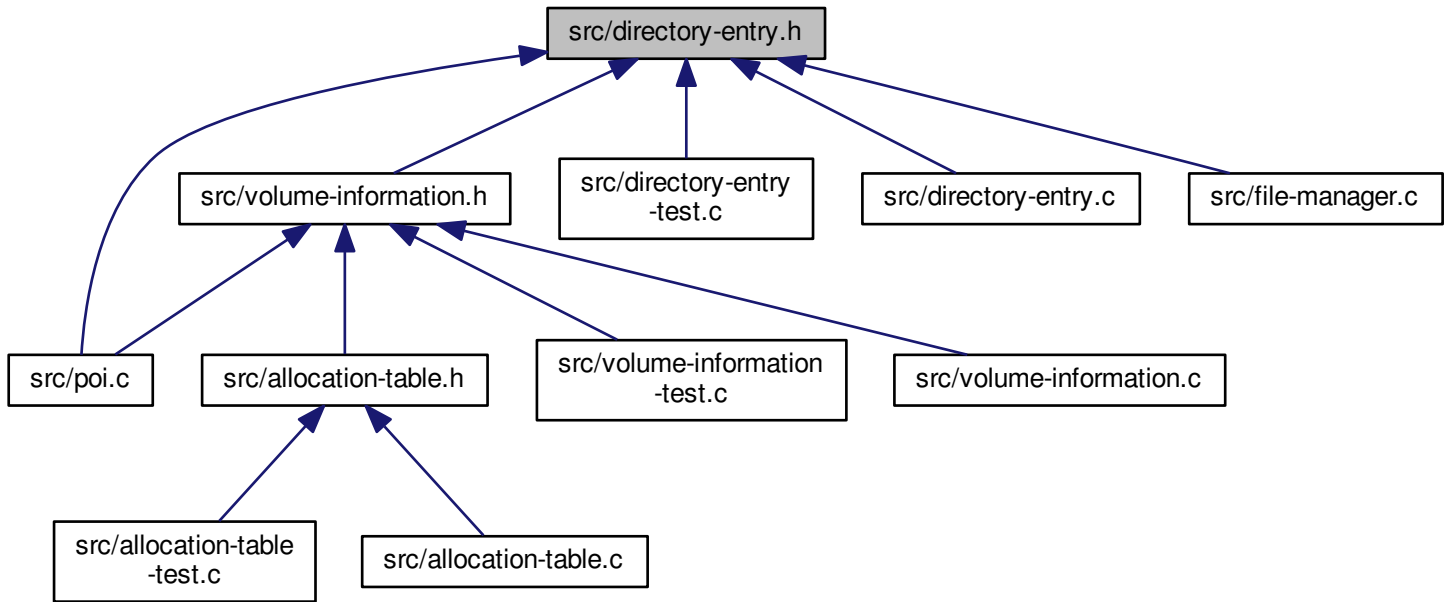 src/directory-entry.h
src/volume-information.h
src/directory-entry
-test.c
src/directory-entry.c
src/file-manager.c
src/poi.c
src/allocation-table.h
src/volume-information
-test.c
src/volume-information.c
src/allocation-table
-test.c
src/allocation-table.c